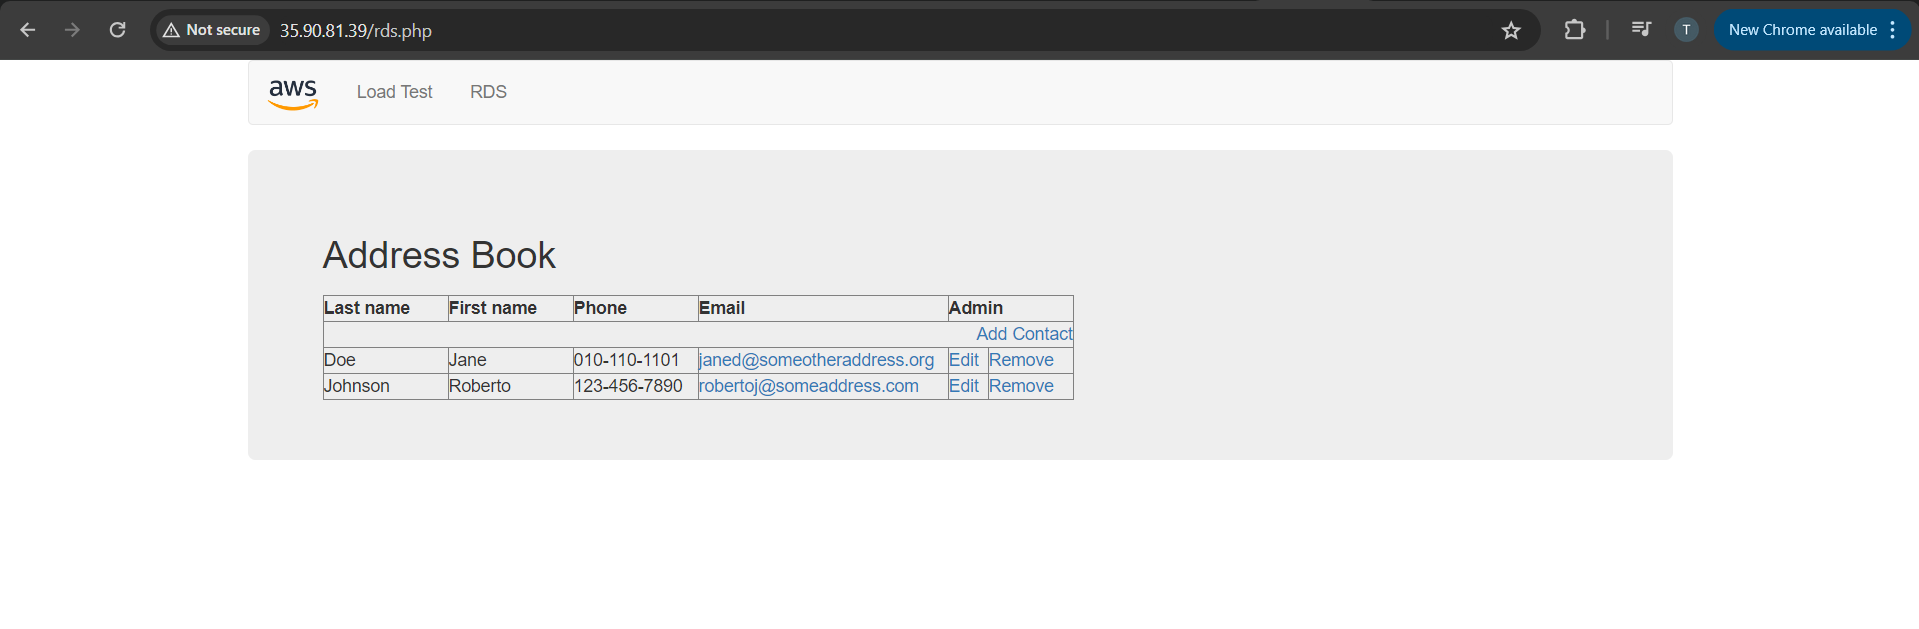 Not secure 35.90.81.39/rds.php T New Chrome available
aws Load Test RDS
Address Book
Last name First name Phone Email Admin
Add Contact
Doe Jane 010-110-1101 janed@someotheraddress.org Edit Remove
Johnson Roberto 123-456-7890 robertoj@someaddress.com Edit Remove